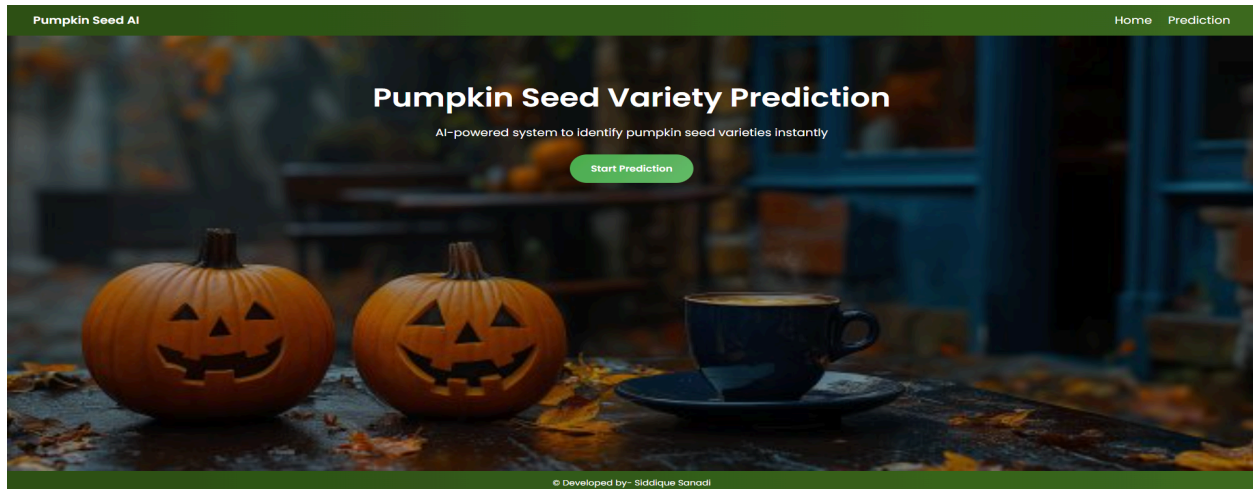 Pumpkin Seed AI
Home Prediction
Pumpkin Seed Variety Prediction
AI-powered system to identify pumpkin seed varieties instantly
Start Prediction
© Developed by- Siddique Sanadi